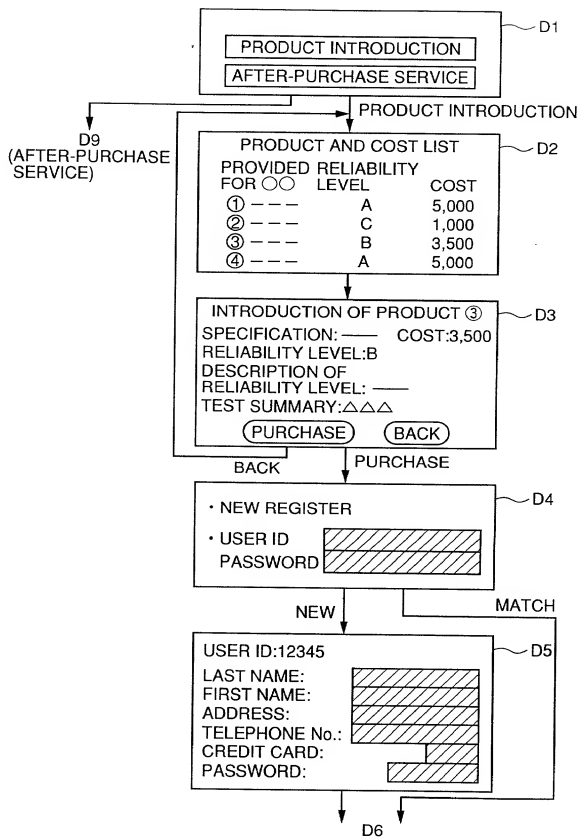 D1
PRODUCT INTRODUCTION
AFTER-PURCHASE SERVICE
PRODUCT INTRODUCTION
D9
(AFTER-PURCHASE
SERVICE)
D2
PRODUCT AND COST LIST
PROVIDED RELIABILITY
FOR ○○ LEVEL COST
① – – – A 5,000
② – – – C 1,000
③ – – – B 3,500
④ – – – A 5,000
D3
INTRODUCTION OF PRODUCT ③
SPECIFICATION: —— COST:3,500
RELIABILITY LEVEL:B
DESCRIPTION OF
RELIABILITY LEVEL: ——
TEST SUMMARY:△△△
PURCHASE BACK
BACK PURCHASE
D4
・NEW REGISTER
・USER ID
PASSWORD
NEW MATCH
D5
USER ID:12345
LAST NAME:
FIRST NAME:
ADDRESS:
TELEPHONE No.:
CREDIT CARD:
PASSWORD:
D6